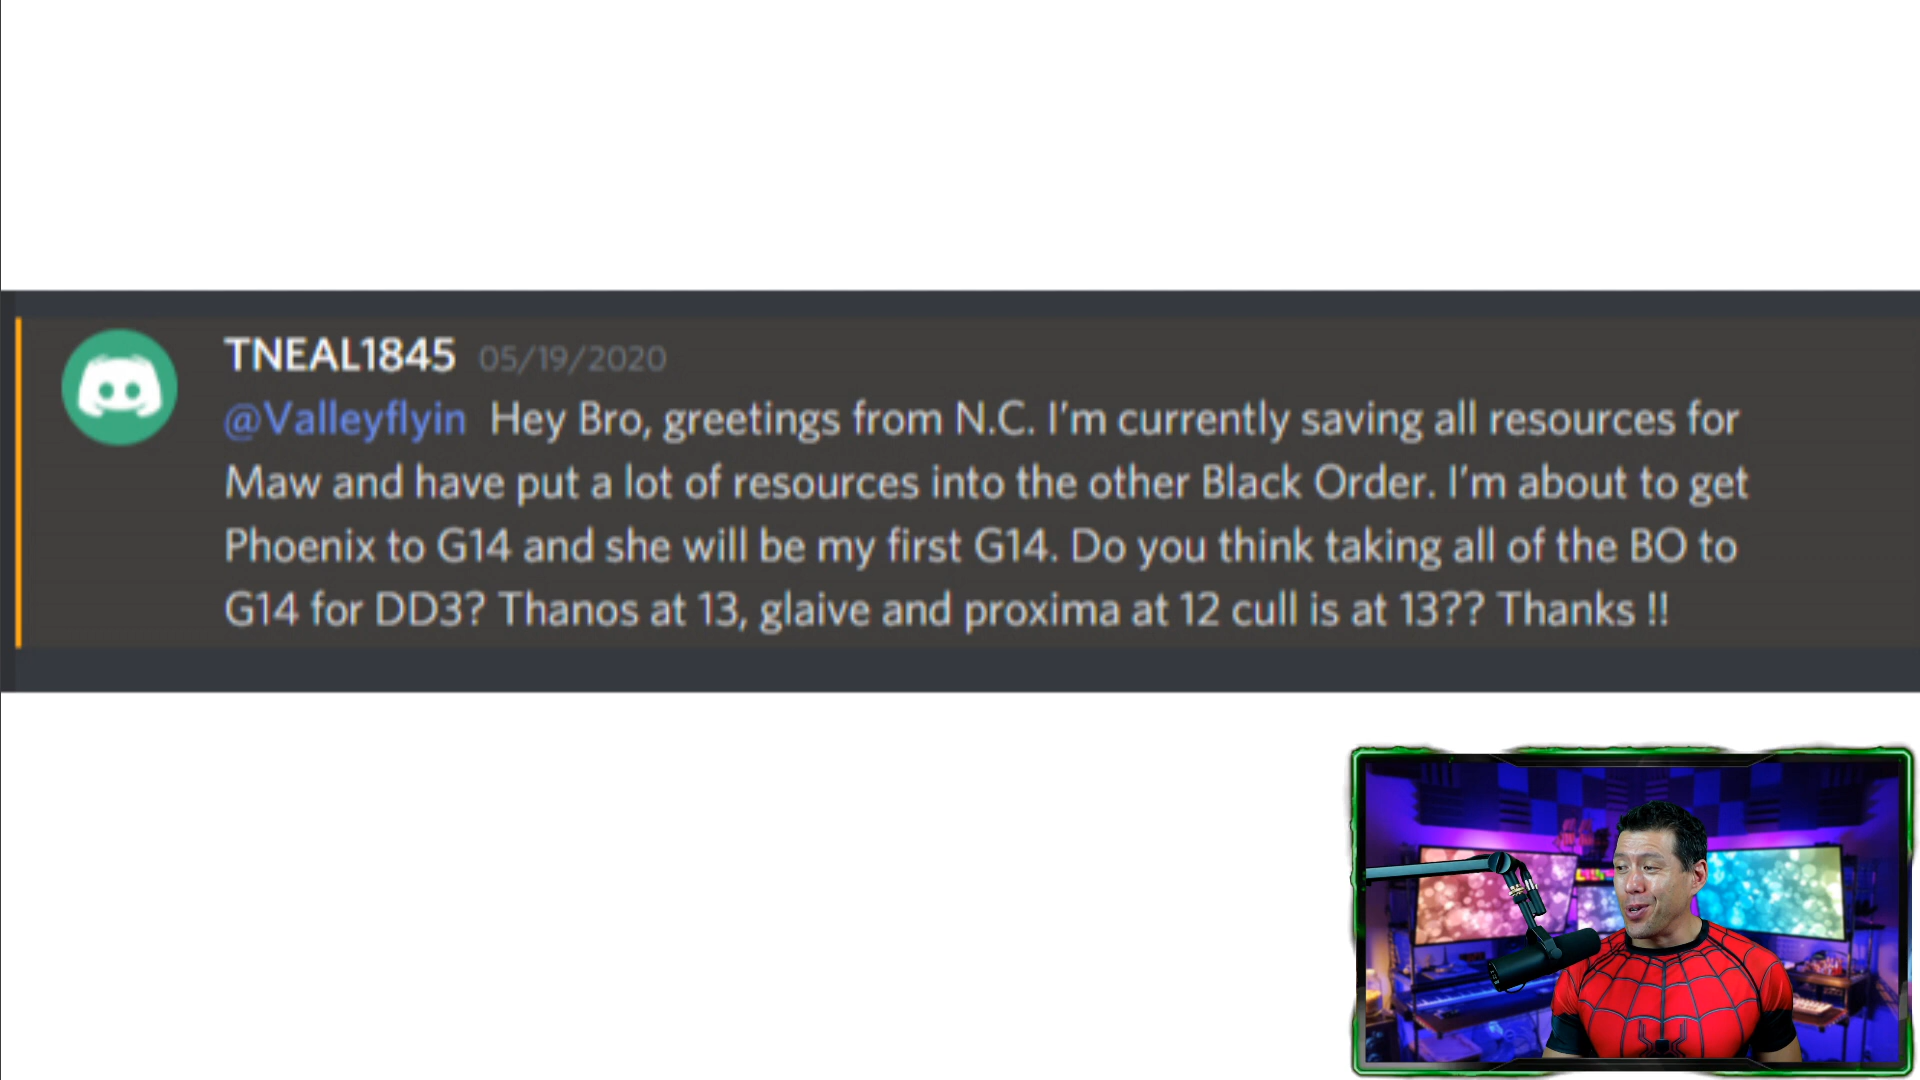 TNEAL1845 05/19/2020
@Valleyflyin Hey Bro, greetings from N.C. I'm currently saving all resources for
Maw and have put a lot of resources into the other Black Order. I'm about to get
Phoenix to G14 and she will be my first G14. Do you think taking all of the BO to
G14 for DD3? Thanos at 13, glaive and proxima at 12 cull is at 13?? Thanks !!